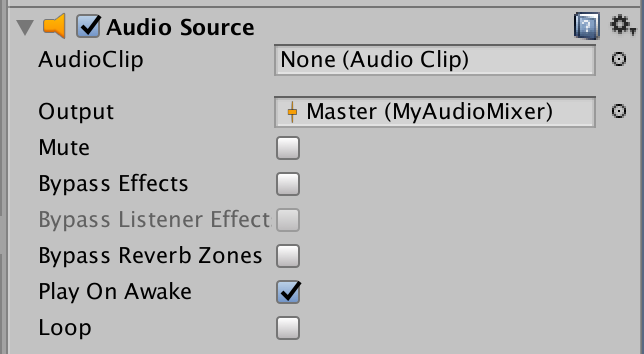 Audio Source
AudioClip None (Audio Clip)
Output Master (MyAudioMixer)
Mute
Bypass Effects
Bypass Listener Effect
Bypass Reverb Zones
Play On Awake
Loop